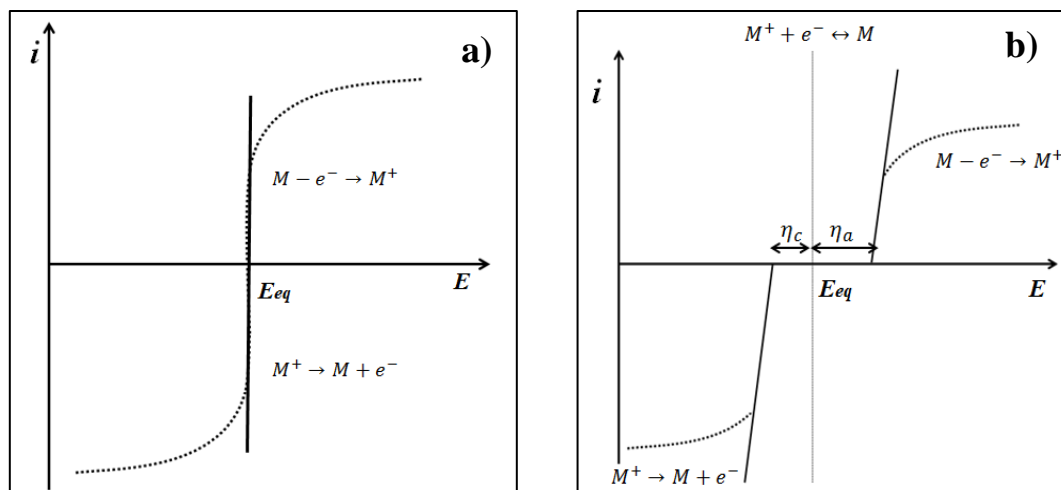 a)
i
M − e⁻ → M⁺
E
Eeq
M⁺ → M + e⁻
M⁺ + e⁻ ↔ M
b)
i
M − e⁻ → M⁺
ηc ηa
Eeq
E
M⁺ → M + e⁻